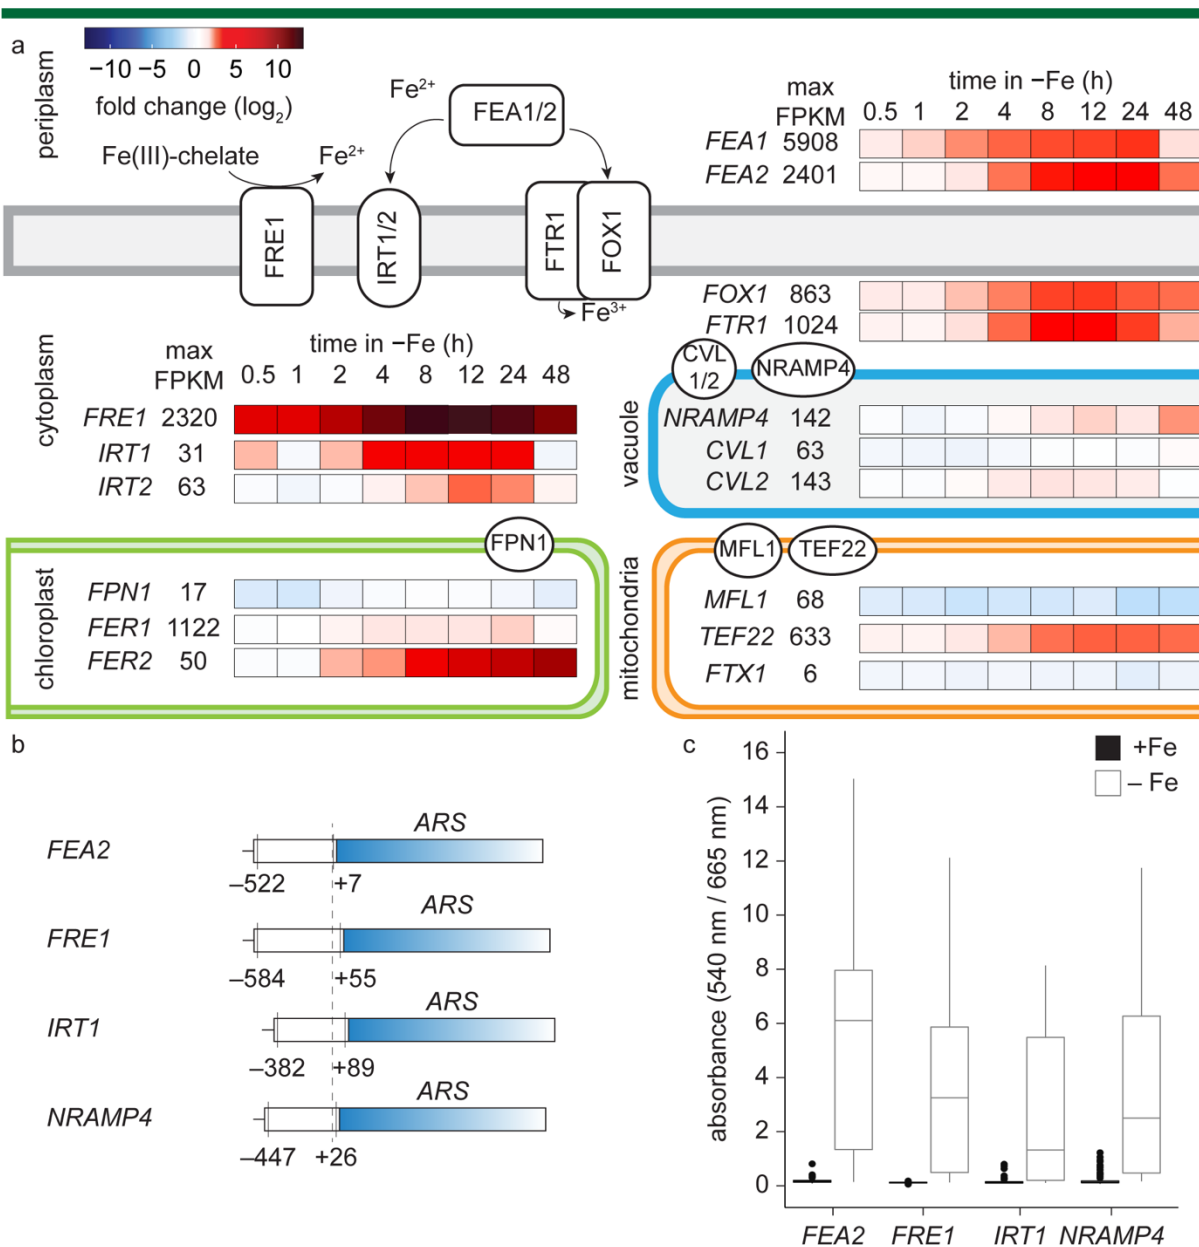 a
periplasm
−10 −5 0 5 10
fold change (log2)
Fe(III)-chelate
Fe2+
Fe2+
FEA1/2
FRE1
IRT1/2
FTR1
FOX1
Fe3+
max
FPKM
time in −Fe (h)
0.5 1 2 4 8 12 24 48
FEA1 5908
FEA2 2401
FOX1 863
FTR1 1024
cytoplasm
max
FPKM
time in −Fe (h)
0.5 1 2 4 8 12 24 48
FRE1 2320
IRT1 31
IRT2 63
vacuole
CVL
1/2
NRAMP4
NRAMP4 142
CVL1 63
CVL2 143
chloroplast
FPN1
FPN1 17
FER1 1122
FER2 50
mitochondria
MFL1
TEF22
MFL1 68
TEF22 633
FTX1 6
b
FEA2
ARS
−522 +7
FRE1
ARS
−584 +55
IRT1
ARS
−382 +89
NRAMP4
ARS
−447 +26
c
+Fe
– Fe
absorbance (540 nm / 665 nm)
16
14
12
10
8
6
4
2
0
FEA2 FRE1 IRT1 NRAMP4